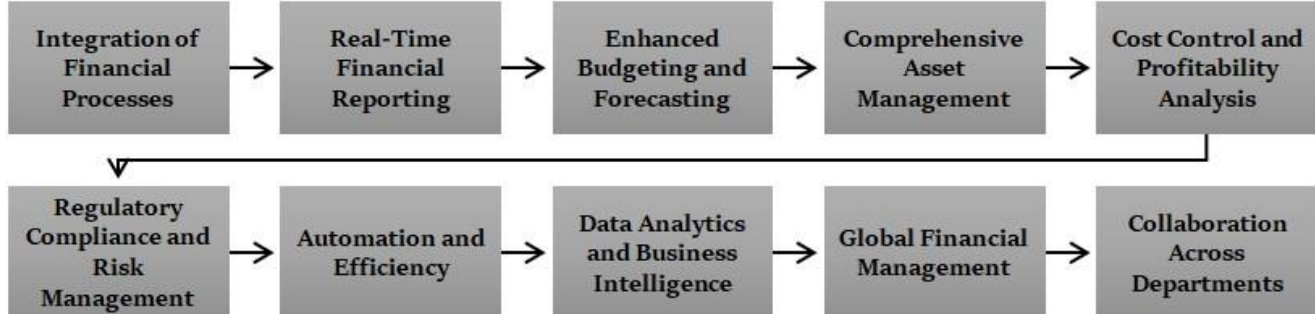 Integration of
Financial
Processes
Real-Time
Financial
Reporting
Enhanced
Budgeting and
Forecasting
Comprehensive
Asset
Management
Cost Control and
Profitability
Analysis
Regulatory
Compliance and
Risk
Management
Automation and
Efficiency
Data Analytics
and Business
Intelligence
Global Financial
Management
Collaboration
Across
Departments